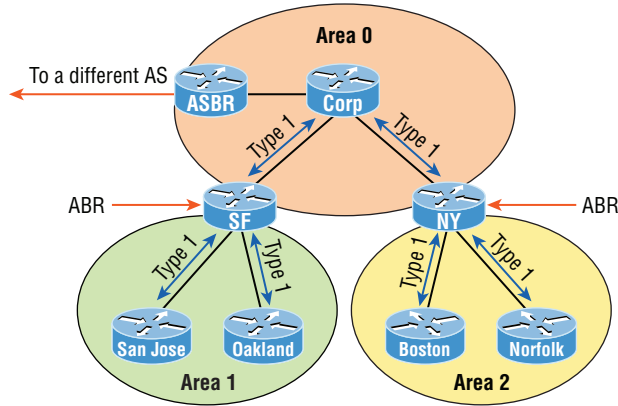 Area 0
To a different AS
ASBR
Corp
Type 1
Type 1
ABR
SF
NY
ABR
Type 1
Type 1
Type 1
Type 1
San Jose
Oakland
Boston
Norfolk
Area 1
Area 2